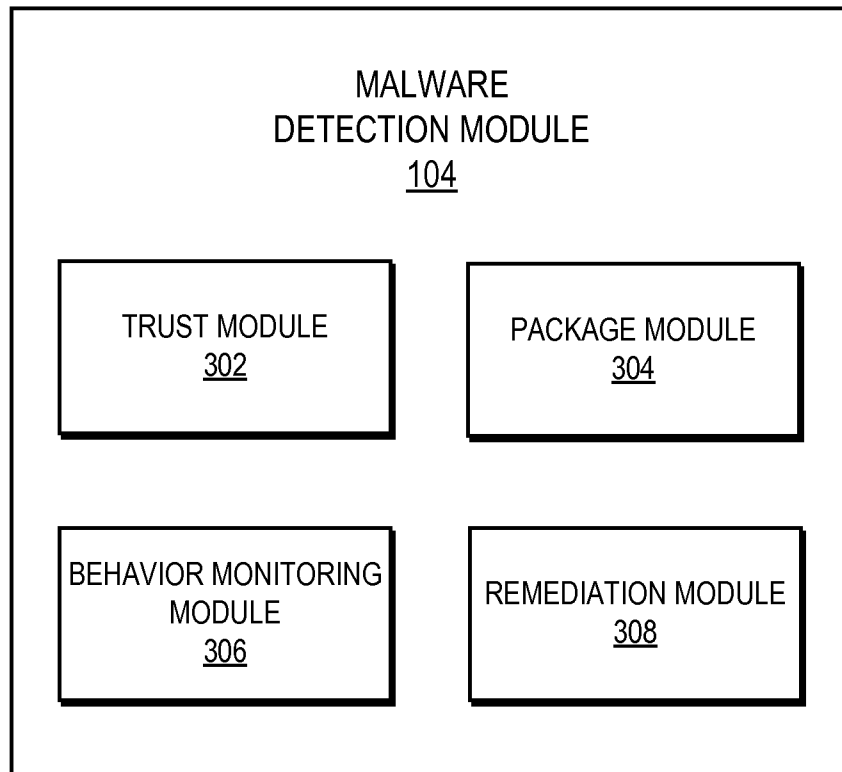 MALWARE
DETECTION MODULE
104
TRUST MODULE
302
PACKAGE MODULE
304
BEHAVIOR MONITORING
MODULE
306
REMEDIATION MODULE
308